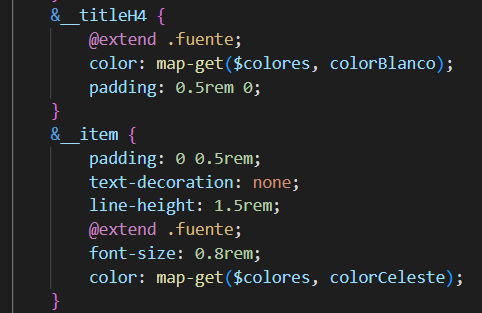 &__titleH4 {
@extend .fuente;
color: map-get($colores, colorBlanco);
padding: 0.5rem 0;
}
&__item {
padding: 0 0.5rem;
text-decoration: none;
line-height: 1.5rem;
@extend .fuente;
font-size: 0.8rem;
color: map-get($colores, colorCeleste);
}